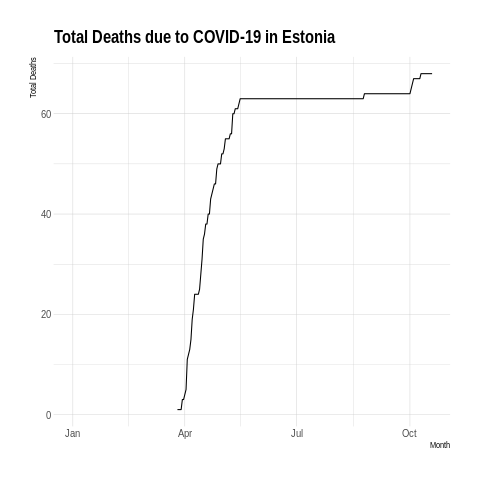 Total Deaths due to COVID-19 in Estonia
Total Deaths
60
40
20
0
Jan Apr Jul Oct
Month